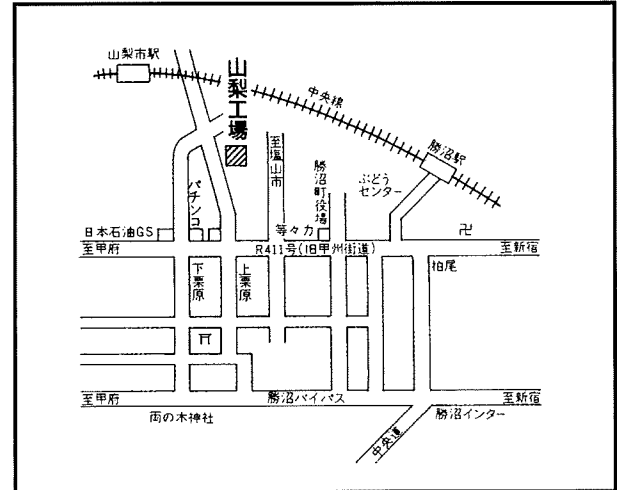 山梨市駅
山梨工場
中央線
勝沼駅
至塩山市
勝沼町役場
ぶどう
センター
パチンコ
日本石油GS
等々力
卍
至甲府
R411号(旧甲州街道)
至新宿
下栗原
上栗原
柏尾
至甲府
勝沼バイパス
至新宿
両の木神社
勝沼インター
中央道